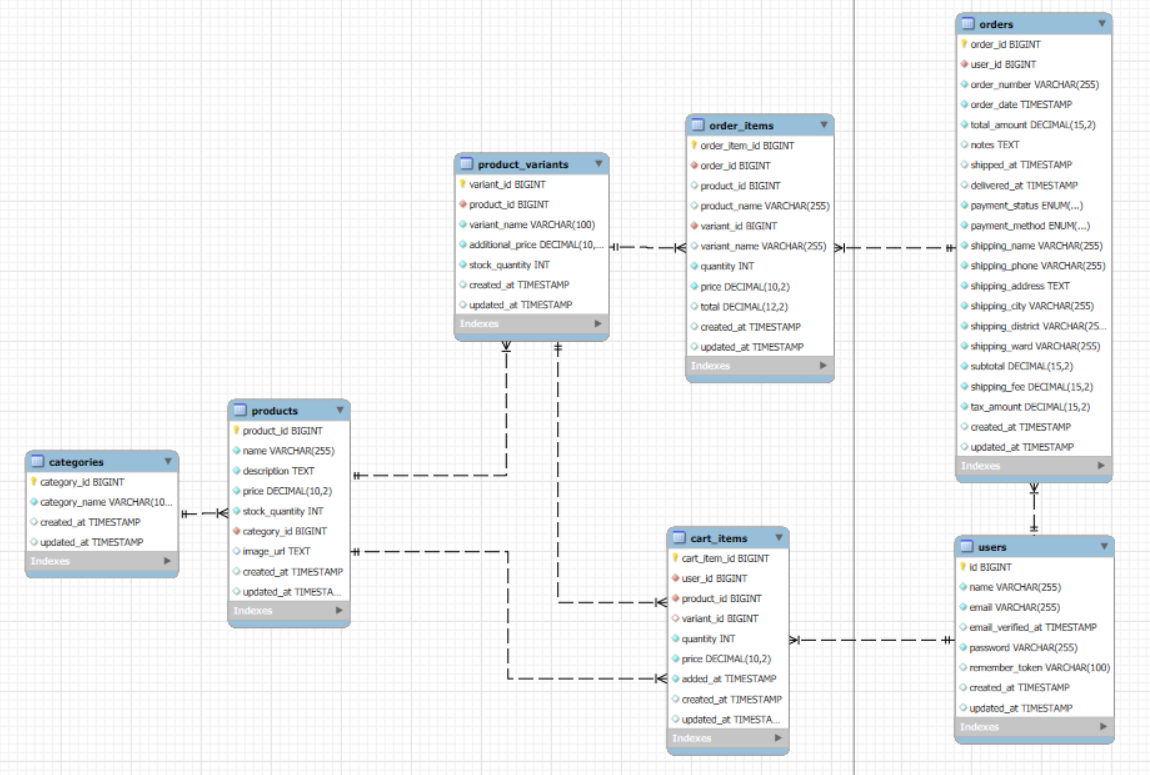 orders
order_id BIGINT
user_id BIGINT
order_number VARCHAR(255)
order_date TIMESTAMP
total_amount DECIMAL(15,2)
notes TEXT
shipped_at TIMESTAMP
delivered_at TIMESTAMP
payment_status ENUM(...)
payment_method ENUM(...)
shipping_name VARCHAR(255)
shipping_phone VARCHAR(255)
shipping_address TEXT
shipping_city VARCHAR(255)
shipping_district VARCHAR(25...
shipping_ward VARCHAR(255)
subtotal DECIMAL(15,2)
shipping_fee DECIMAL(15,2)
tax_amount DECIMAL(15,2)
created_at TIMESTAMP
updated_at TIMESTAMP
Indexes
order_items
order_item_id BIGINT
order_id BIGINT
product_id BIGINT
product_name VARCHAR(255)
variant_id BIGINT
variant_name VARCHAR(255)
quantity INT
price DECIMAL(10,2)
total DECIMAL(12,2)
created_at TIMESTAMP
updated_at TIMESTAMP
Indexes
product_variants
variant_id BIGINT
product_id BIGINT
variant_name VARCHAR(100)
additional_price DECIMAL(10,...
stock_quantity INT
created_at TIMESTAMP
updated_at TIMESTAMP
Indexes
products
product_id BIGINT
name VARCHAR(255)
description TEXT
price DECIMAL(10,2)
stock_quantity INT
category_id BIGINT
image_url TEXT
created_at TIMESTAMP
updated_at TIMESTA...
Indexes
categories
category_id BIGINT
category_name VARCHAR(10...
created_at TIMESTAMP
updated_at TIMESTAMP
Indexes
cart_items
cart_item_id BIGINT
user_id BIGINT
product_id BIGINT
variant_id BIGINT
quantity INT
price DECIMAL(10,2)
added_at TIMESTAMP
created_at TIMESTAMP
updated_at TIMESTA...
Indexes
users
id BIGINT
name VARCHAR(255)
email VARCHAR(255)
email_verified_at TIMESTAMP
password VARCHAR(255)
remember_token VARCHAR(100)
created_at TIMESTAMP
updated_at TIMESTAMP
Indexes